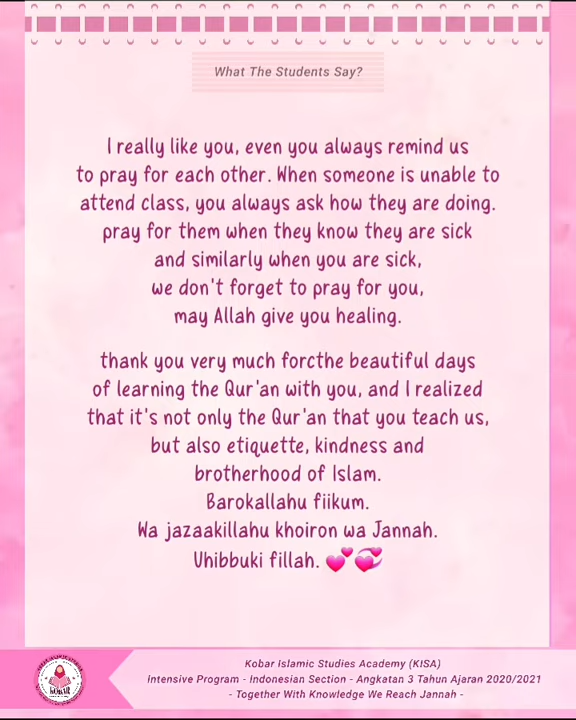 What The Students Say?
I really like you, even you always remind us
to pray for each other. When someone is unable to
attend class, you always ask how they are doing.
pray for them when they know they are sick
and similarly when you are sick,
we don't forget to pray for you,
may Allah give you healing.
thank you very much forcthe beautiful days
of learning the Qur'an with you, and I realized
that it's not only the Qur'an that you teach us,
but also etiquette, kindness and
brotherhood of Islam.
Barokallahu fiikum.
Wa jazaakillahu khoiron wa Jannah.
Uhibbuki fillah. 💕💞
KOBAR
Kobar Islamic Studies Academy (KISA)
Intensive Program - Indonesian Section - Angkatan 3 Tahun Ajaran 2020/2021
- Together With Knowledge We Reach Jannah -